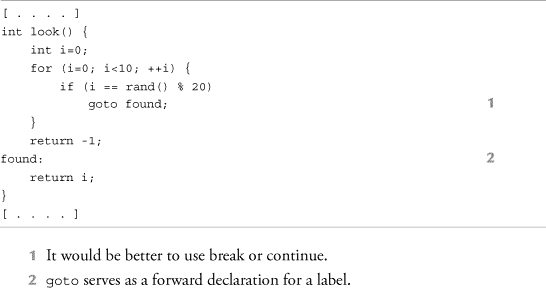 [ . . . . ]
int look() {
    int i=0;
    for (i=0; i<10; ++i) {
        if (i == rand() % 20)
            goto found; 1
    }
    return -1;
found: 2
    return i;
}
[ . . . . ]
1 It would be better to use break or continue.
2 goto serves as a forward declaration for a label.